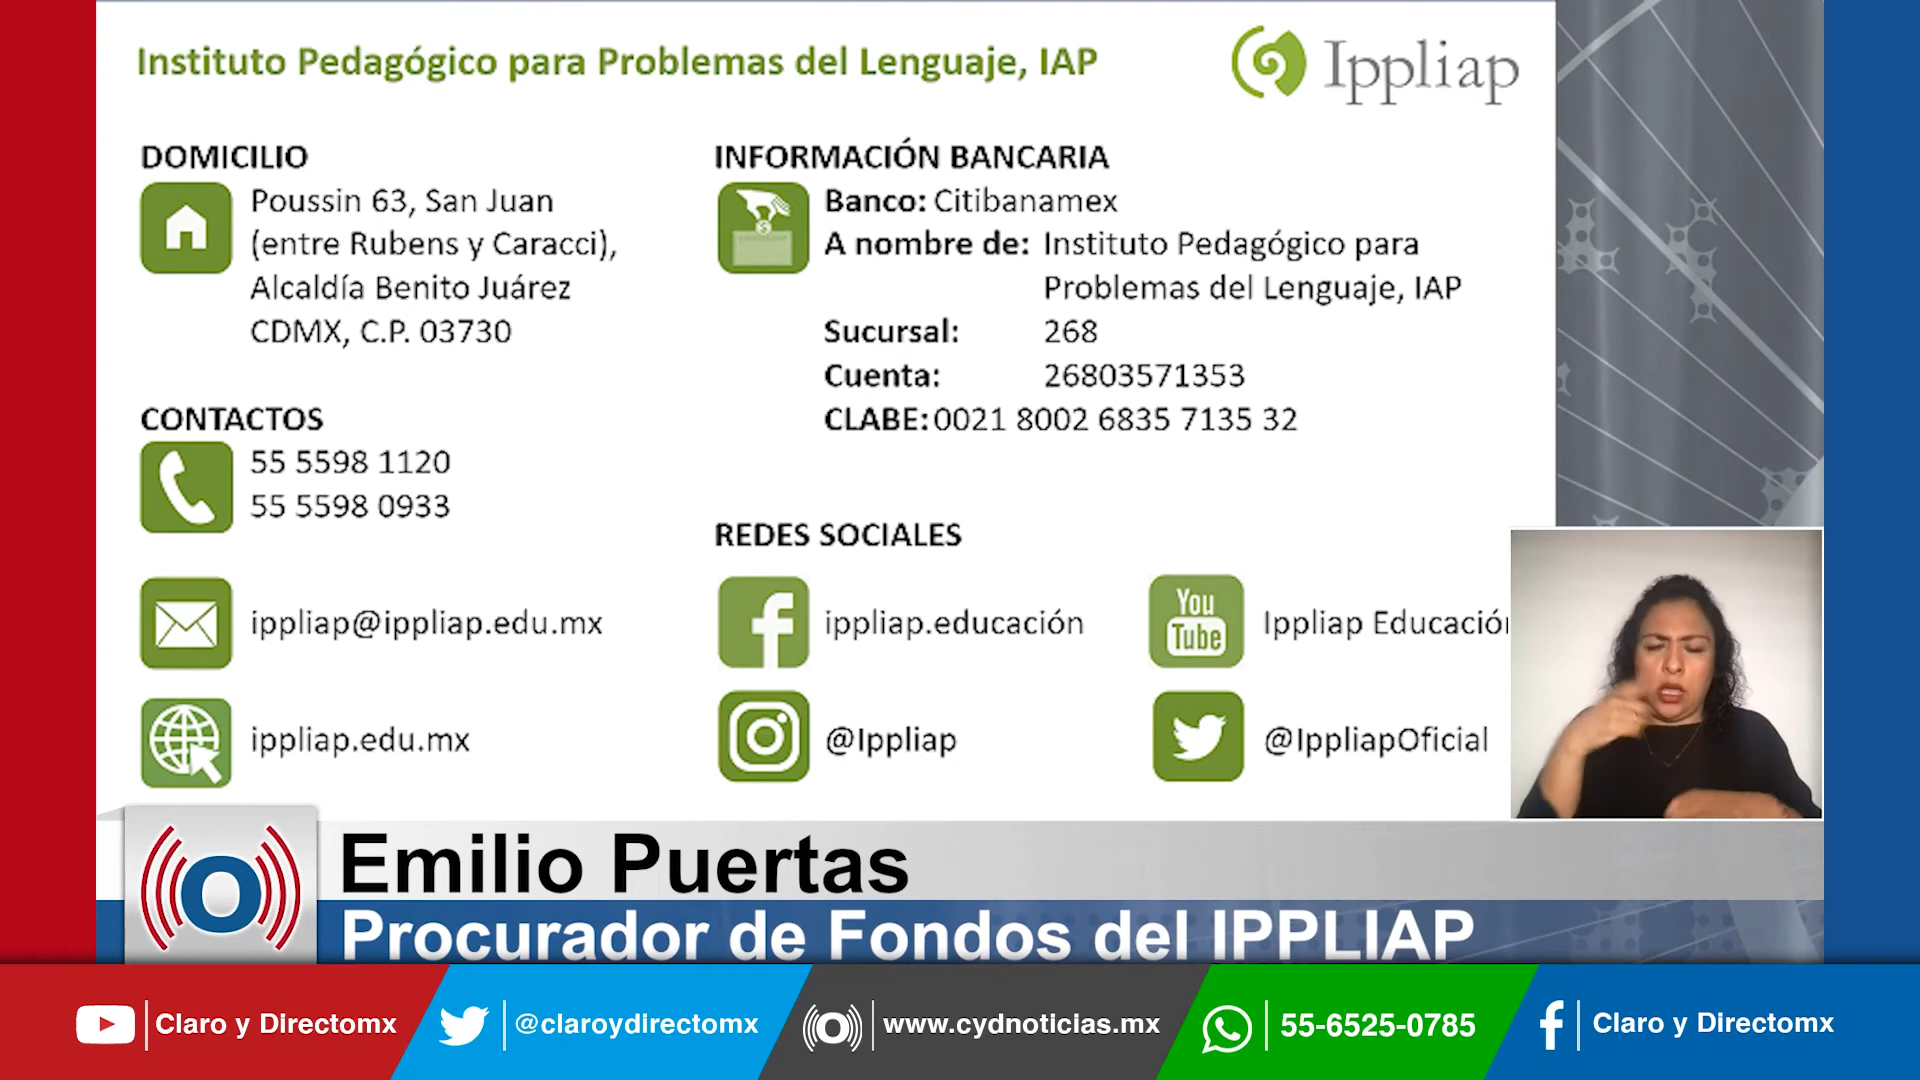 Instituto Pedagógico para Problemas del Lenguaje, IAP
Ippliap
DOMICILIO
Poussin 63, San Juan
(entre Rubens y Caracci),
Alcaldía Benito Juárez
CDMX, C.P. 03730
CONTACTOS
55 5598 1120
55 5598 0933
ippliap@ippliap.edu.mx
ippliap.edu.mx
INFORMACIÓN BANCARIA
Banco: Citibanamex
A nombre de: Instituto Pedagógico para
Problemas del Lenguaje, IAP
Sucursal: 268
Cuenta: 26803571353
CLABE: 0021 8002 6835 7135 32
REDES SOCIALES
ippliap.educación
You
Tube
Ippliap Educación
@Ippliap
@IppliapOficial
Emilio Puertas
Procurador de Fondos del IPPLIAP
Claro y Directomx
@claroydirectomx
www.cydnoticias.mx
55-6525-0785
Claro y Directomx